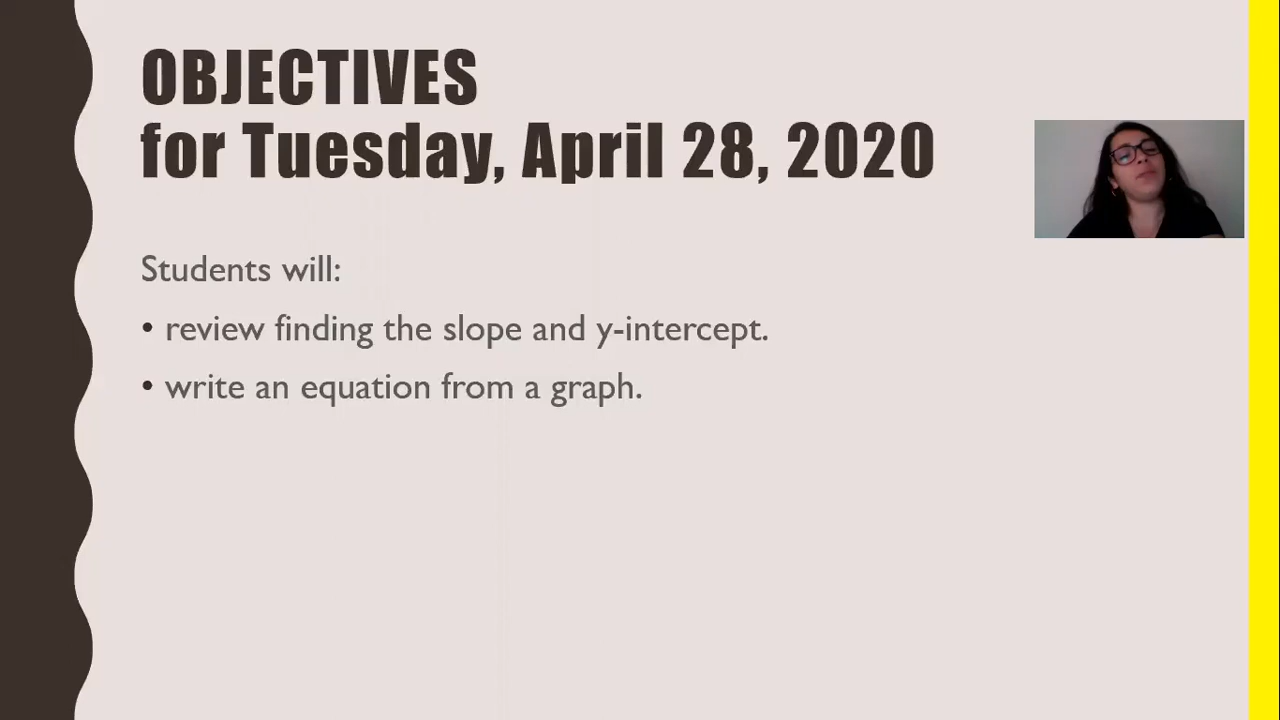 OBJECTIVES
for Tuesday, April 28, 2020
Students will:
• review finding the slope and y-intercept.
• write an equation from a graph.